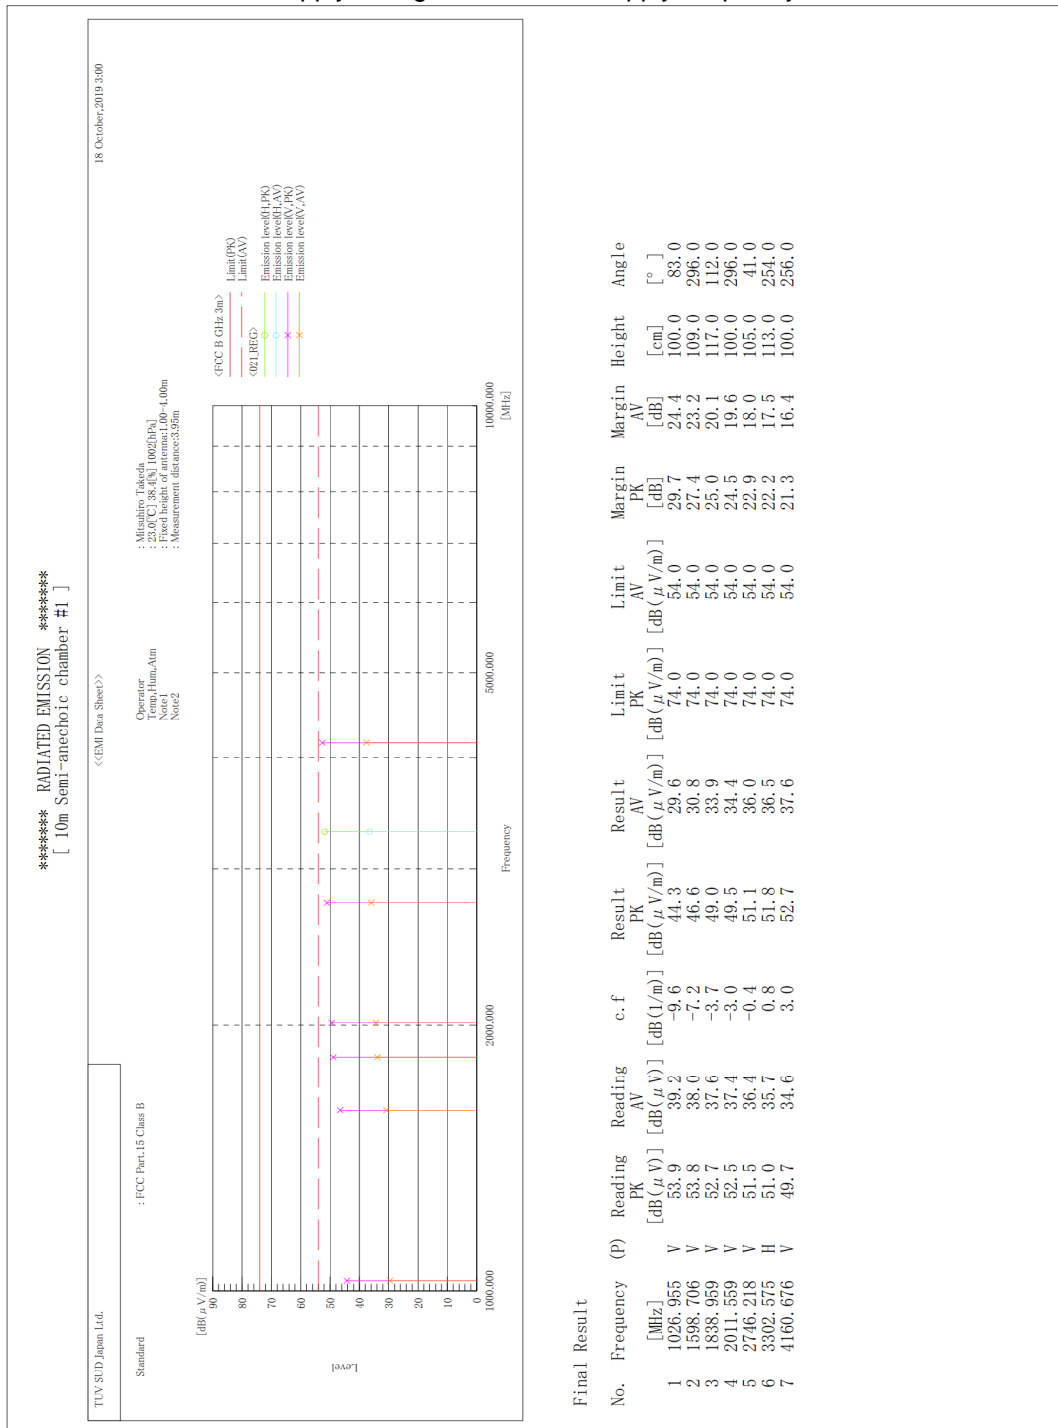 ******* RADIATED EMISSION *******
[ 10m Semi-anechoic chamber #1 ]
TUV SUD Japan Ltd.
<<EMI Data Sheet>>
18 October,2019 3:00
Standard : FCC Part.15 Class B
Operator : Mitsuhiro Takeda
Temp,Hum,Atm : 23.0[°C] 38.4[%] 1002[hPa]
Note1 : Fixed height of antenna:1.00-4.00m
Note2 : Measurement distance:3.95m
<FCC B GHz 3m>
Limit(PK)
Limit(AV)
<021_REG>
Emission level(H,PK)
Emission level(H,AV)
Emission level(V,PK)
Emission level(V,AV)
[dB(μV/m)]
90
80
70
60
50
40
30
20
10
0
Level
1000.000 2000.000 5000.000 10000.000
[MHz]
Frequency
Final Result
No. Frequency (P) Reading Reading c.f Result Result Limit Limit Margin Margin Height Angle
PK AV PK AV PK AV PK AV
[MHz] [dB(μV)] [dB(μV)] [dB(1/m)] [dB(μV/m)] [dB(μV/m)] [dB(μV/m)] [dB(μV/m)] [dB] [dB] [cm] [°]
1 1026.955 V 53.9 39.2 -9.6 44.3 29.6 74.0 54.0 29.7 24.4 100.0 83.0
2 1598.706 V 53.8 38.0 -7.2 46.6 30.8 74.0 54.0 27.4 23.2 109.0 296.0
3 1838.959 V 52.7 37.6 -3.7 49.0 33.9 74.0 54.0 25.0 20.1 117.0 112.0
4 2011.559 V 52.5 37.4 -3.0 49.5 34.4 74.0 54.0 24.5 19.6 100.0 296.0
5 2746.218 V 51.5 36.4 -0.4 51.1 36.0 74.0 54.0 22.9 18.0 105.0 41.0
6 3302.575 H 51.0 35.7 0.8 51.8 36.5 74.0 54.0 22.2 17.5 113.0 254.0
7 4160.676 V 49.7 34.6 3.0 52.7 37.6 74.0 54.0 21.3 16.4 100.0 256.0